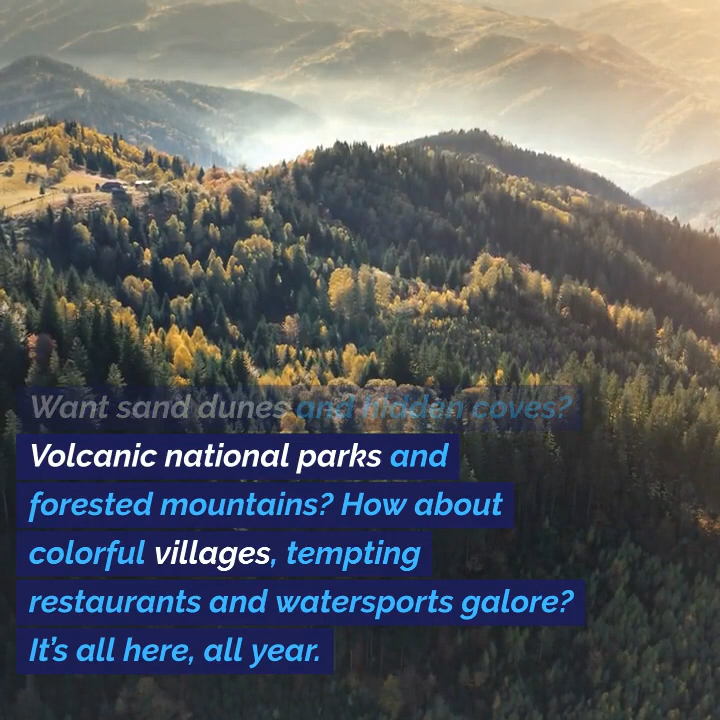 Want sand dunes and hidden coves?
Volcanic national parks and
forested mountains? How about
colorful villages, tempting
restaurants and watersports galore?
It's all here, all year.